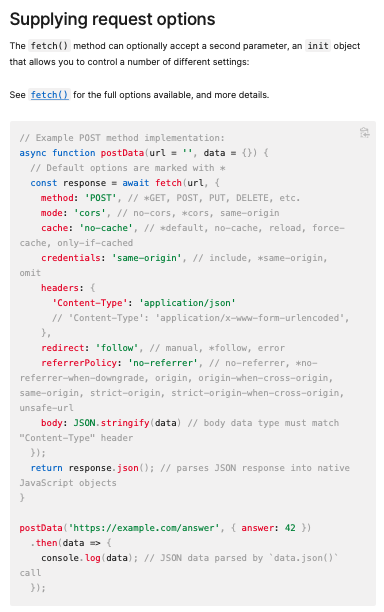 Supplying request options
The fetch() method can optionally accept a second parameter, an init object
that allows you to control a number of different settings:
See fetch() for the full options available, and more details.
// Example POST method implementation:
async function postData(url = '', data = {}) {
  // Default options are marked with *
  const response = await fetch(url, {
    method: 'POST', // *GET, POST, PUT, DELETE, etc.
    mode: 'cors', // no-cors, *cors, same-origin
    cache: 'no-cache', // *default, no-cache, reload, force-
cache, only-if-cached
    credentials: 'same-origin', // include, *same-origin,
omit
    headers: {
      'Content-Type': 'application/json'
      // 'Content-Type': 'application/x-www-form-urlencoded',
    },
    redirect: 'follow', // manual, *follow, error
    referrerPolicy: 'no-referrer', // no-referrer, *no-
referrer-when-downgrade, origin, origin-when-cross-origin,
same-origin, strict-origin, strict-origin-when-cross-origin,
unsafe-url
    body: JSON.stringify(data) // body data type must match
"Content-Type" header
  });
  return response.json(); // parses JSON response into native
JavaScript objects
}
postData('https://example.com/answer', { answer: 42 })
  .then(data => {
    console.log(data); // JSON data parsed by `data.json()`
call
  });